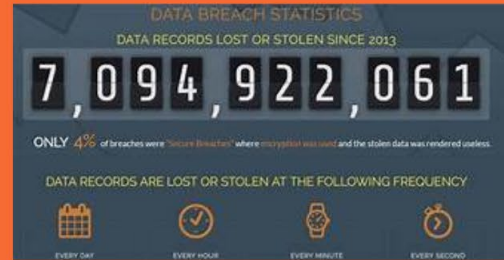 DATA BREACH STATISTICS
DATA RECORDS LOST OR STOLEN SINCE 2013
7,094,922,061
ONLY 4% of breaches were "Secure Breaches" where encryption was used and the stolen data was rendered useless.
DATA RECORDS ARE LOST OR STOLEN AT THE FOLLOWING FREQUENCY
EVERY DAY EVERY HOUR EVERY MINUTE EVERY SECOND